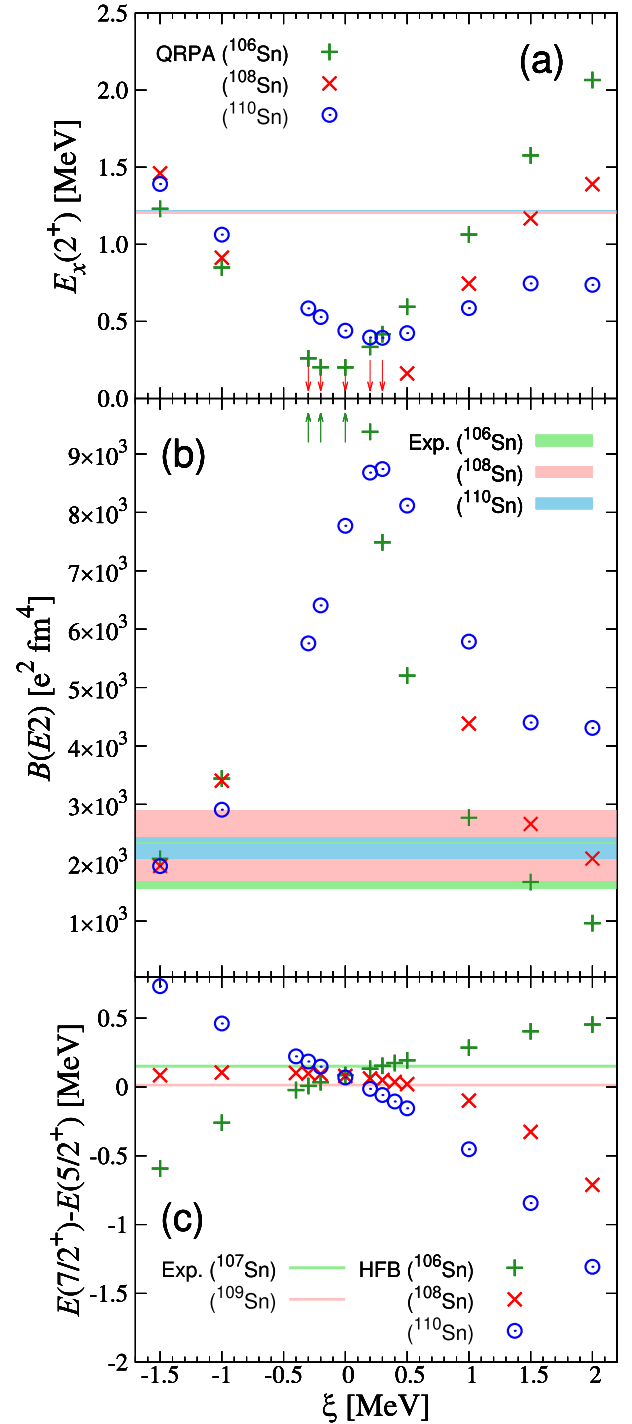 2.5
QRPA (¹⁰⁶Sn)
(¹⁰⁸Sn)
(¹¹⁰Sn)
(a)
2.0
1.5
1.0
0.5
0.0
Eₓ(2⁺) [MeV]
(b)
Exp. (¹⁰⁶Sn)
(¹⁰⁸Sn)
(¹¹⁰Sn)
9×10³
8×10³
7×10³
6×10³
5×10³
4×10³
3×10³
2×10³
1×10³
B(E2) [e² fm⁴]
0.5
0
-0.5
-1
-1.5
-2
E(7/2⁺)-E(5/2⁺) [MeV]
(c)
Exp. (¹⁰⁷Sn)
(¹⁰⁹Sn)
HFB (¹⁰⁶Sn)
(¹⁰⁸Sn)
(¹¹⁰Sn)
-1.5 -1 -0.5 0 0.5 1 1.5 2
ξ [MeV]